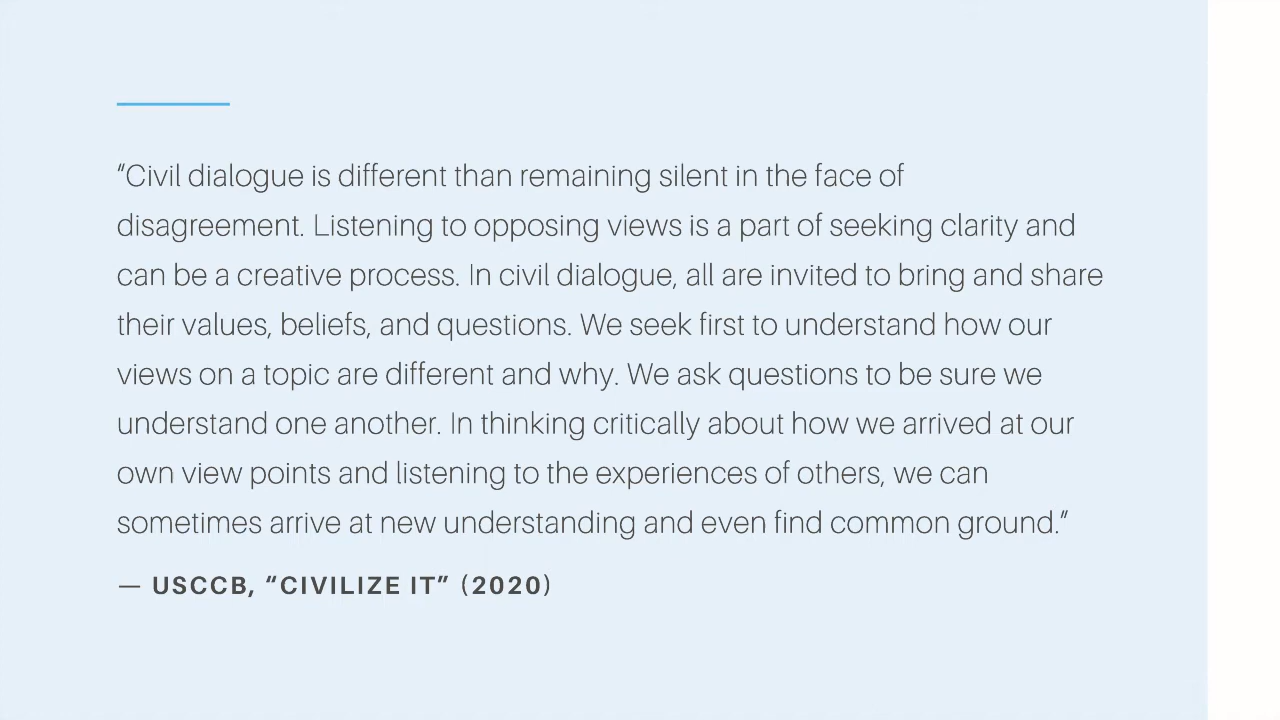 “Civil dialogue is different than remaining silent in the face of
disagreement. Listening to opposing views is a part of seeking clarity and
can be a creative process. In civil dialogue, all are invited to bring and share
their values, beliefs, and questions. We seek first to understand how our
views on a topic are different and why. We ask questions to be sure we
understand one another. In thinking critically about how we arrived at our
own view points and listening to the experiences of others, we can
sometimes arrive at new understanding and even find common ground.”
— USCCB, “CIVILIZE IT” (2020)